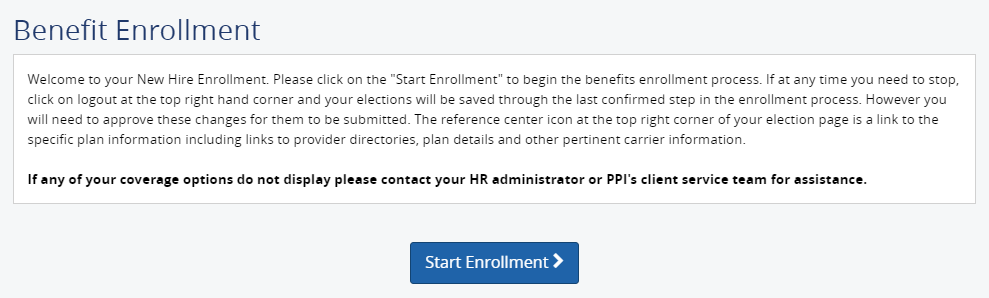 Benefit Enrollment
Welcome to your New Hire Enrollment. Please click on the "Start Enrollment" to begin the benefits enrollment process. If at any time you need to stop,
click on logout at the top right hand corner and your elections will be saved through the last confirmed step in the enrollment process. However you
will need to approve these changes for them to be submitted. The reference center icon at the top right corner of your election page is a link to the
specific plan information including links to provider directories, plan details and other pertinent carrier information.
If any of your coverage options do not display please contact your HR administrator or PPI's client service team for assistance.
Start Enrollment